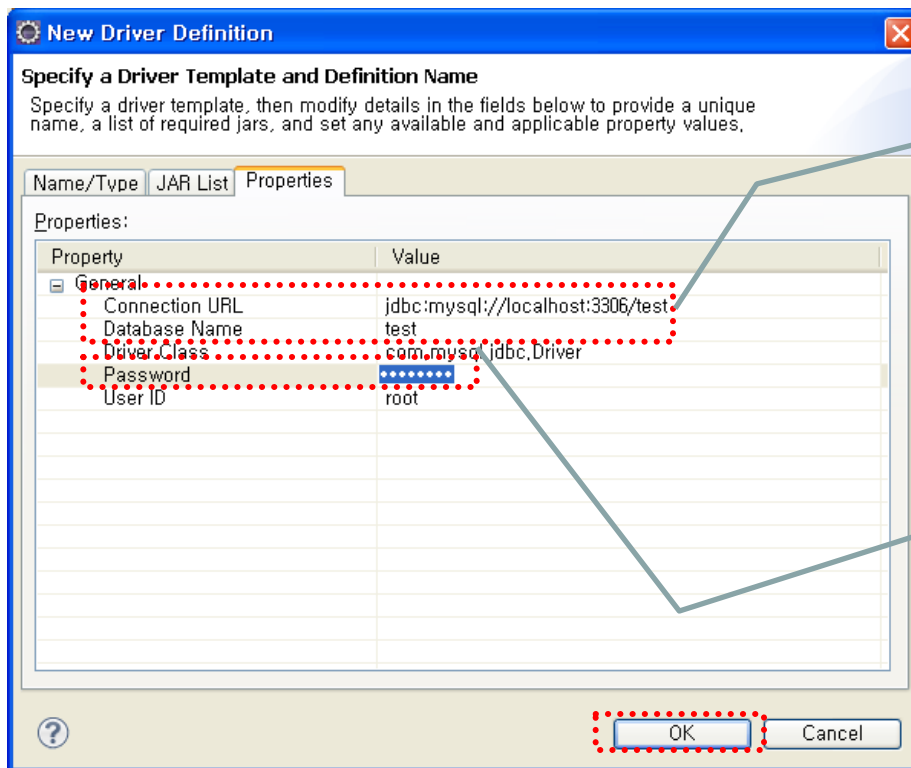 New Driver Definition
Specify a Driver Template and Definition Name
Specify a driver template, then modify details in the fields below to provide a unique
name, a list of required jars, and set any available and applicable property values.
Name/Type JAR List Properties
Properties:
Property Value
General
Connection URL jdbc:mysql://localhost:3306/test
Database Name test
Driver Class com.mysql.jdbc.Driver
Password ••••••••
User ID root
? OK Cancel